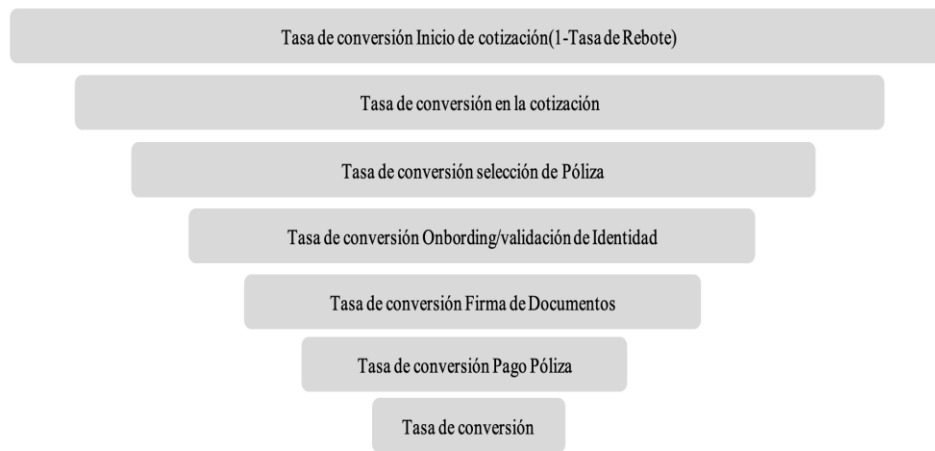 Tasa de conversión Inicio de cotización(1-Tasa de Rebote)
Tasa de conversión en la cotización
Tasa de conversión selección de Póliza
Tasa de conversión Onbording/validación de Identidad
Tasa de conversión Firma de Documentos
Tasa de conversión Pago Póliza
Tasa de conversión